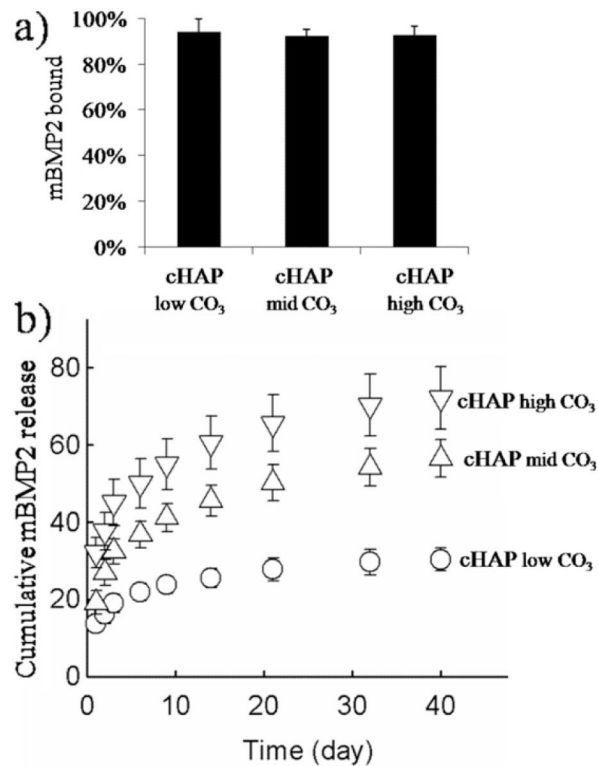 a)
mBMP2 bound
100%
80%
60%
40%
20%
0%
cHAP cHAP cHAP
low CO₃ mid CO₃ high CO₃
b)
Cumulative mBMP2 release
80
60
40
20
0
cHAP high CO₃
cHAP mid CO₃
cHAP low CO₃
0 10 20 30 40
Time (day)